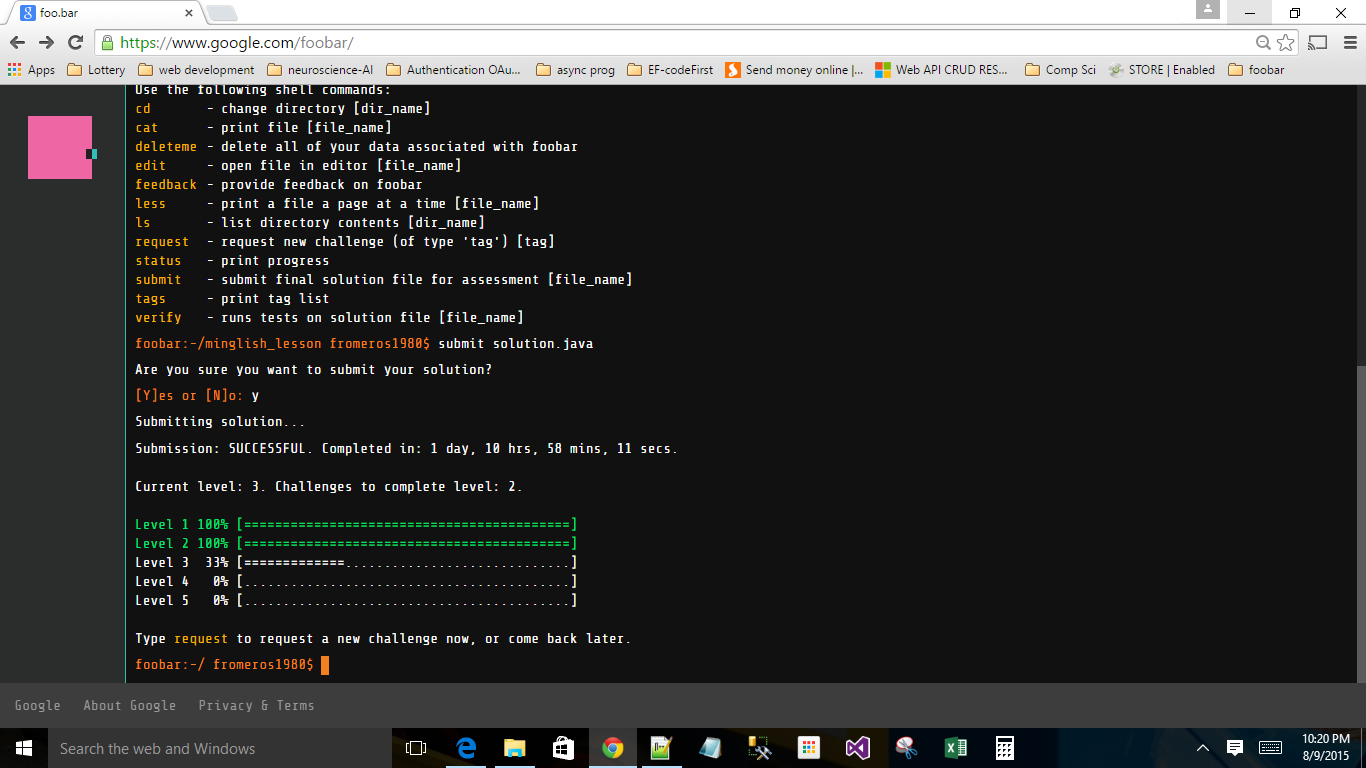 foo.bar
https://www.google.com/foobar/
Apps Lottery web development neuroscience-AI Authentication OAu... async prog EF-codeFirst Send money online |... Web API CRUD RES... Comp Sci STORE | Enabled foobar
Use the following shell commands:
cd - change directory [dir_name]
cat - print file [file_name]
deleteme - delete all of your data associated with foobar
edit - open file in editor [file_name]
feedback - provide feedback on foobar
less - print a file a page at a time [file_name]
ls - list directory contents [dir_name]
request - request new challenge (of type 'tag') [tag]
status - print progress
submit - submit final solution file for assessment [file_name]
tags - print tag list
verify - runs tests on solution file [file_name]
foobar:~/minglish_lesson fromeros1980$ submit solution.java
Are you sure you want to submit your solution?
[Y]es or [N]o: y
Submitting solution...
Submission: SUCCESSFUL. Completed in: 1 day, 10 hrs, 58 mins, 11 secs.
Current level: 3. Challenges to complete level: 2.
Level 1 100% [==========================================]
Level 2 100% [==========================================]
Level 3 33% [=============.............................]
Level 4 0% [..........................................]
Level 5 0% [..........................................]
Type request to request a new challenge now, or come back later.
foobar:~/ fromeros1980$
Google About Google Privacy & Terms
Search the web and Windows
10:20 PM
8/9/2015